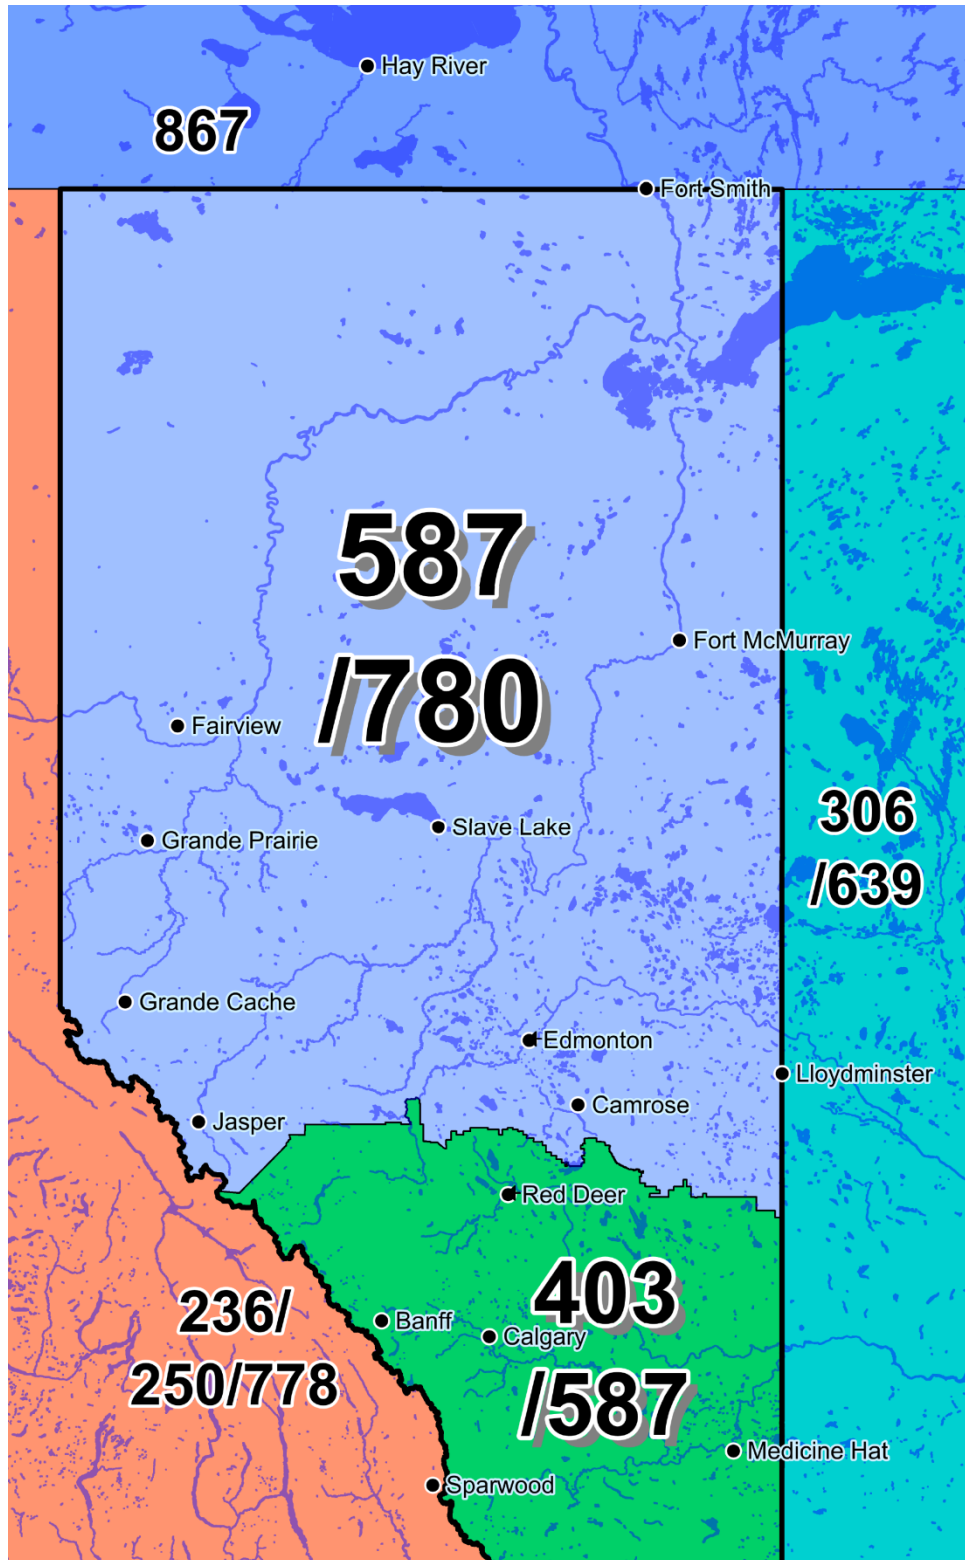 Hay River
867
Fort Smith
587
/780
Fort McMurray
Fairview
306
/639
Slave Lake
Grande Prairie
Grande Cache
Edmonton
Lloydminster
Camrose
Jasper
Red Deer
403
/587
236/
250/778
Banff
Calgary
Medicine Hat
Sparwood